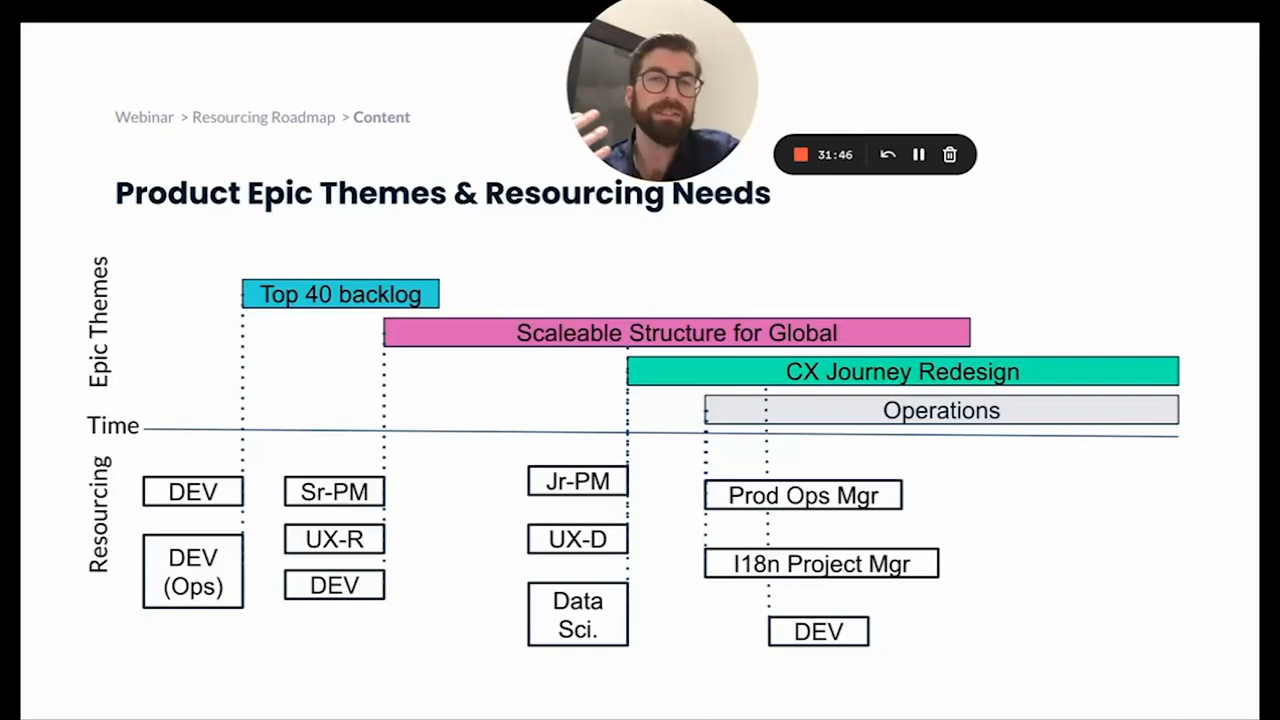 Webinar > Resourcing Roadmap > Content
31:46
Product Epic Themes & Resourcing Needs
Epic Themes
Top 40 backlog
Scaleable Structure for Global
CX Journey Redesign
Operations
Time
Resourcing
DEV
DEV
(Ops)
Sr-PM
UX-R
DEV
Jr-PM
UX-D
Data
Sci.
Prod Ops Mgr
I18n Project Mgr
DEV